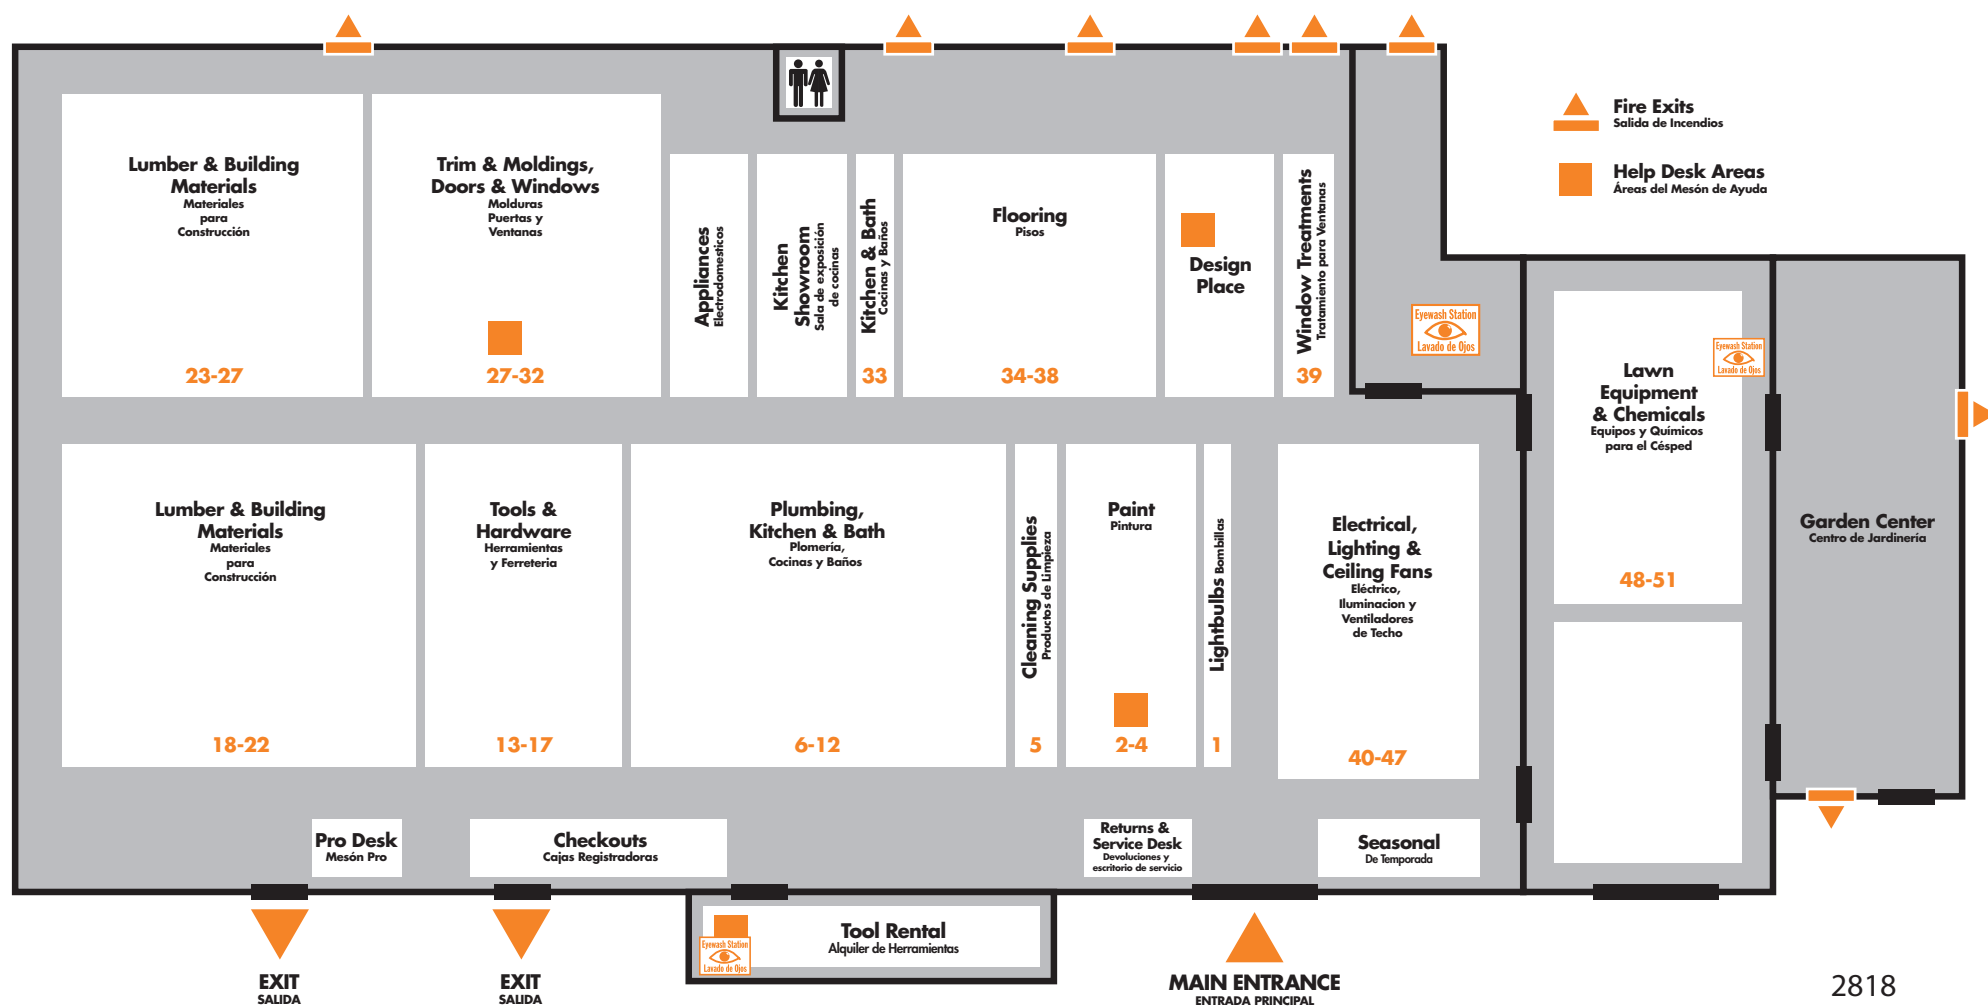 Fire Exits
Salida de Incendios
Help Desk Areas
Áreas del Mesón de Ayuda
Lumber & Building
Materials
Materiales
para
Construcción
23-27
Trim & Moldings,
Doors & Windows
Molduras
Puertas y
Ventanas
27-32
Appliances
Electrodomesticos
Kitchen
Showroom
Sala de exposición
de cocinas
Kitchen & Bath
Cocinas y Baños
33
Flooring
Pisos
34-38
Design
Place
Window Treatments
Tratamiento para Ventanas
39
Eyewash Station
Lavado de Ojos
Eyewash Station
Lavado de Ojos
Lawn
Equipment
& Chemicals
Equipos y Químicos
para el Césped
48-51
Garden Center
Centro de Jardinería
Lumber & Building
Materials
Materiales
para
Construcción
18-22
Tools &
Hardware
Herramientas
y Ferreteria
13-17
Plumbing,
Kitchen & Bath
Plomería,
Cocinas y Baños
6-12
Cleaning Supplies
Productos de Limpieza
5
Paint
Pintura
2-4
Lightbulbs Bombillas
1
Electrical,
Lighting &
Ceiling Fans
Eléctrico,
Iluminacion y
Ventiladores
de Techo
40-47
Pro Desk
Mesón Pro
Checkouts
Cajas Registradoras
Returns &
Service Desk
Devoluciones y
escritorio de servicio
Seasonal
De Temporada
Eyewash Station
Lavado de Ojos
Tool Rental
Alquiler de Herramientas
EXIT
SALIDA
EXIT
SALIDA
MAIN ENTRANCE
ENTRADA PRINCIPAL
2818